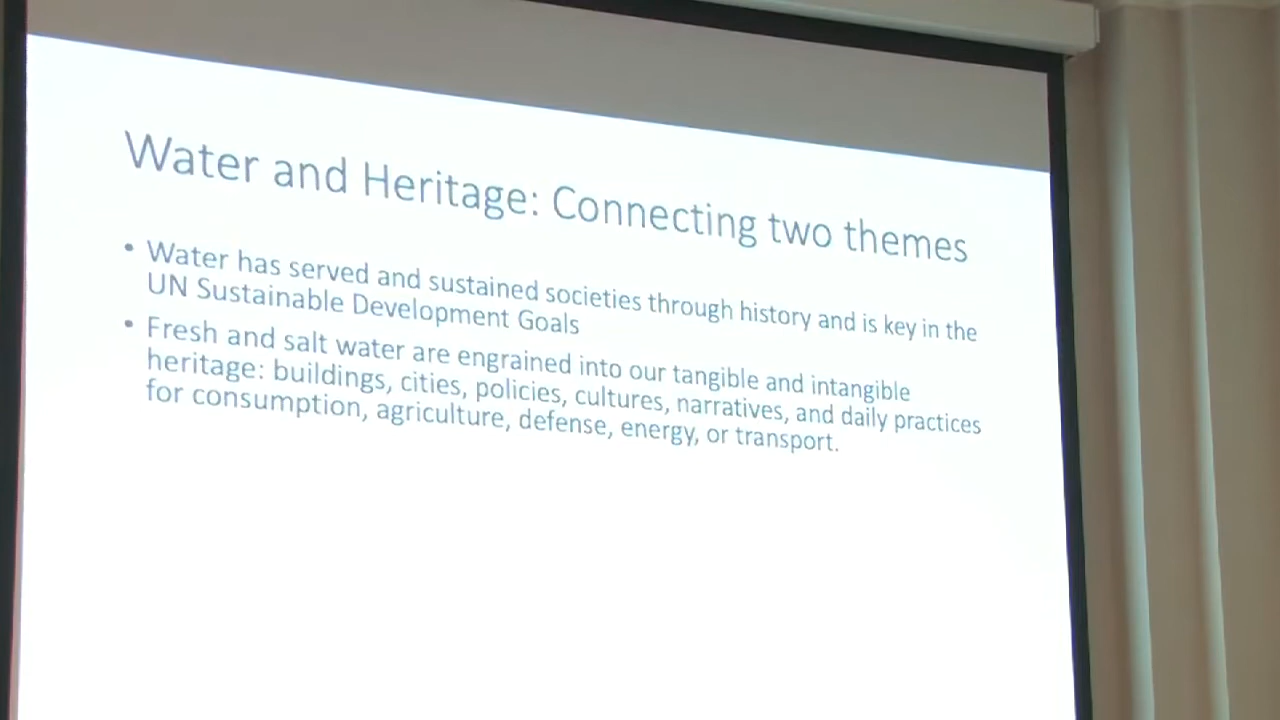 Water and Heritage: Connecting two themes
• Water has served and sustained societies through history and is key in the
UN Sustainable Development Goals
• Fresh and salt water are engrained into our tangible and intangible
heritage: buildings, cities, policies, cultures, narratives, and daily practices
for consumption, agriculture, defense, energy, or transport.